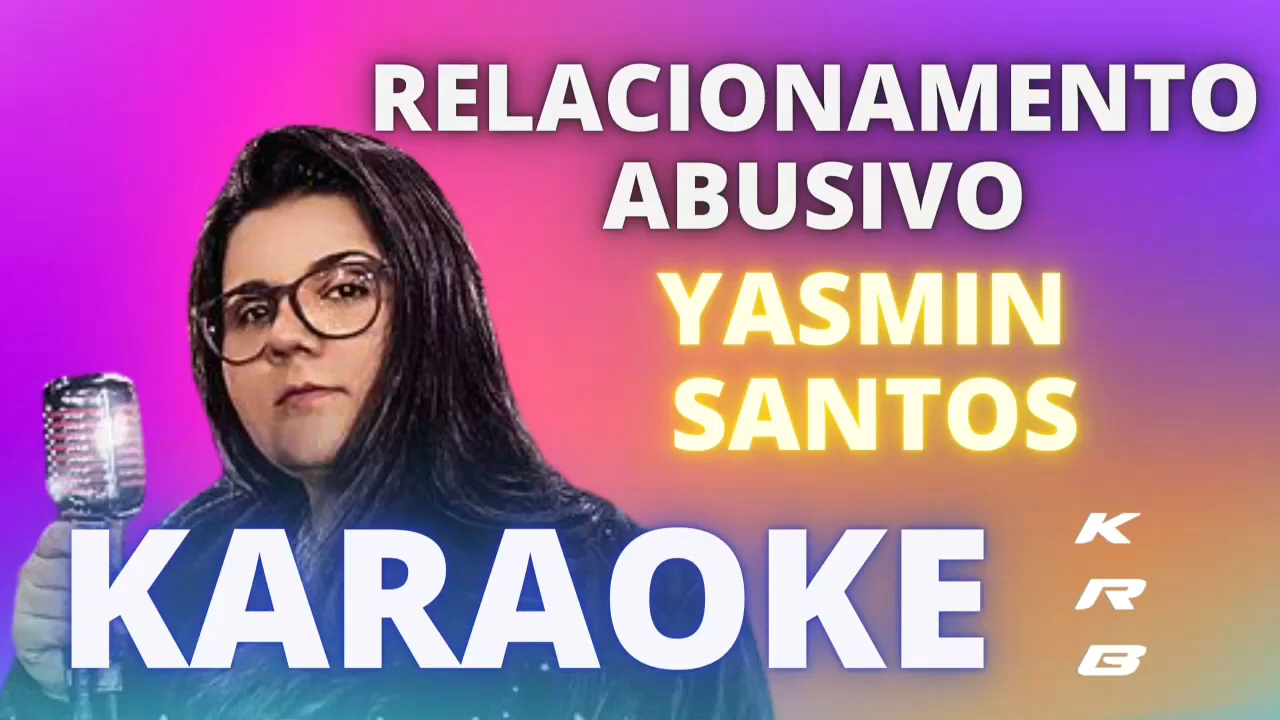 RELACIONAMENTO
ABUSIVO
YASMIN
SANTOS
KARAOKE
K
R
B